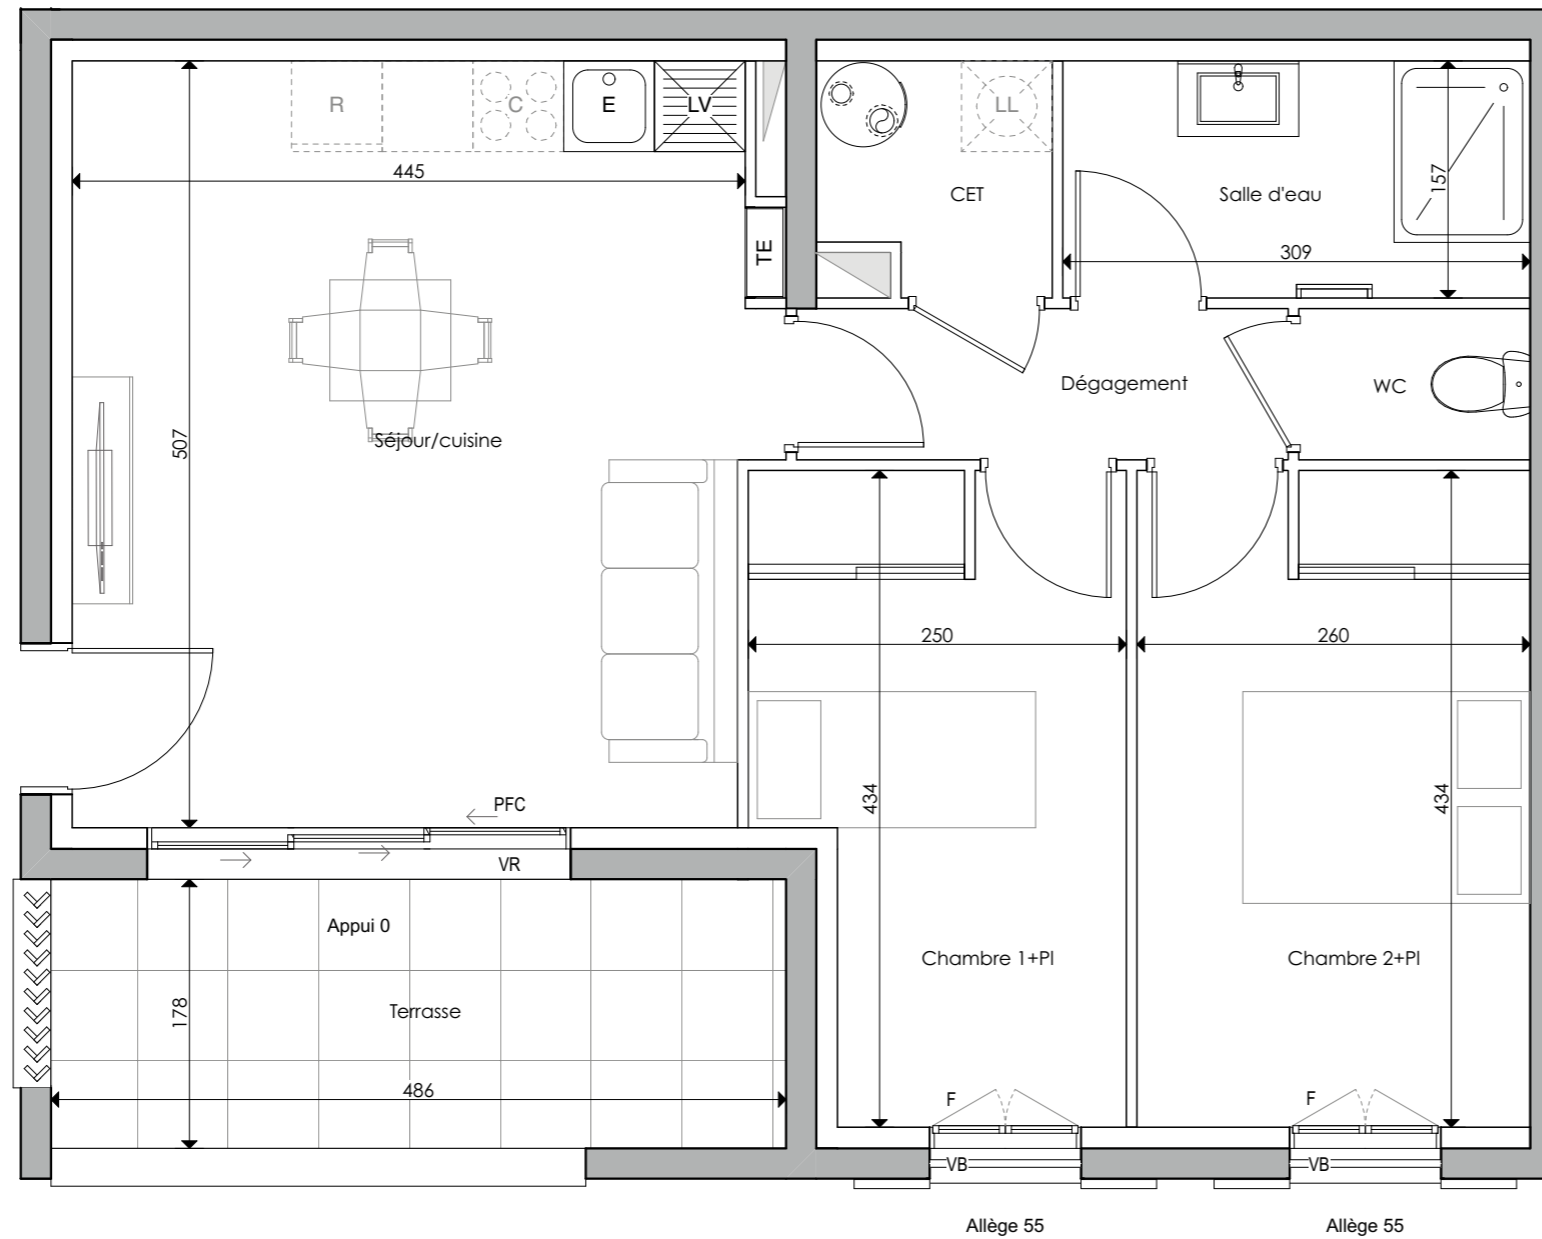 R
C
E
LV
LL
445
157
CET
Salle d'eau
TE
309
Dégagement
WC
507
Séjour/cuisine
250
260
434
434
PFC
VR
Appui 0
Chambre 1+Pl
Chambre 2+Pl
178
Terrasse
486
F
F
VB
VB
Allège 55
Allège 55